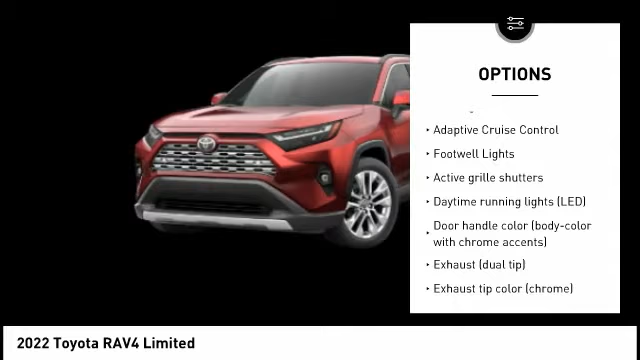 OPTIONS
Adaptive Cruise Control
Footwell Lights
Active grille shutters
Daytime running lights (LED)
Door handle color (body-color
with chrome accents)
Exhaust (dual tip)
Exhaust tip color (chrome)
2022 Toyota RAV4 Limited